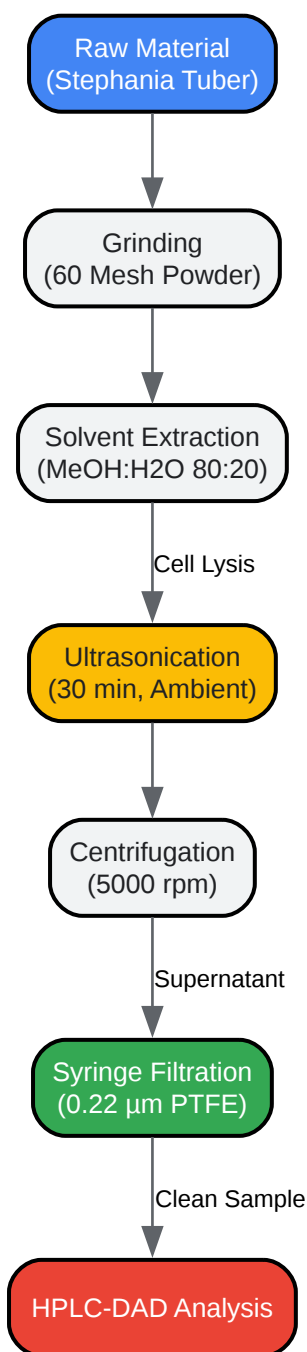 Raw Material
(Stephania Tuber)
Grinding
(60 Mesh Powder)
Solvent Extraction
(MeOH:H2O 80:20)
Cell Lysis
Ultrasonication
(30 min, Ambient)
Centrifugation
(5000 rpm)
Supernatant
Syringe Filtration
(0.22 µm PTFE)
Clean Sample
HPLC-DAD Analysis